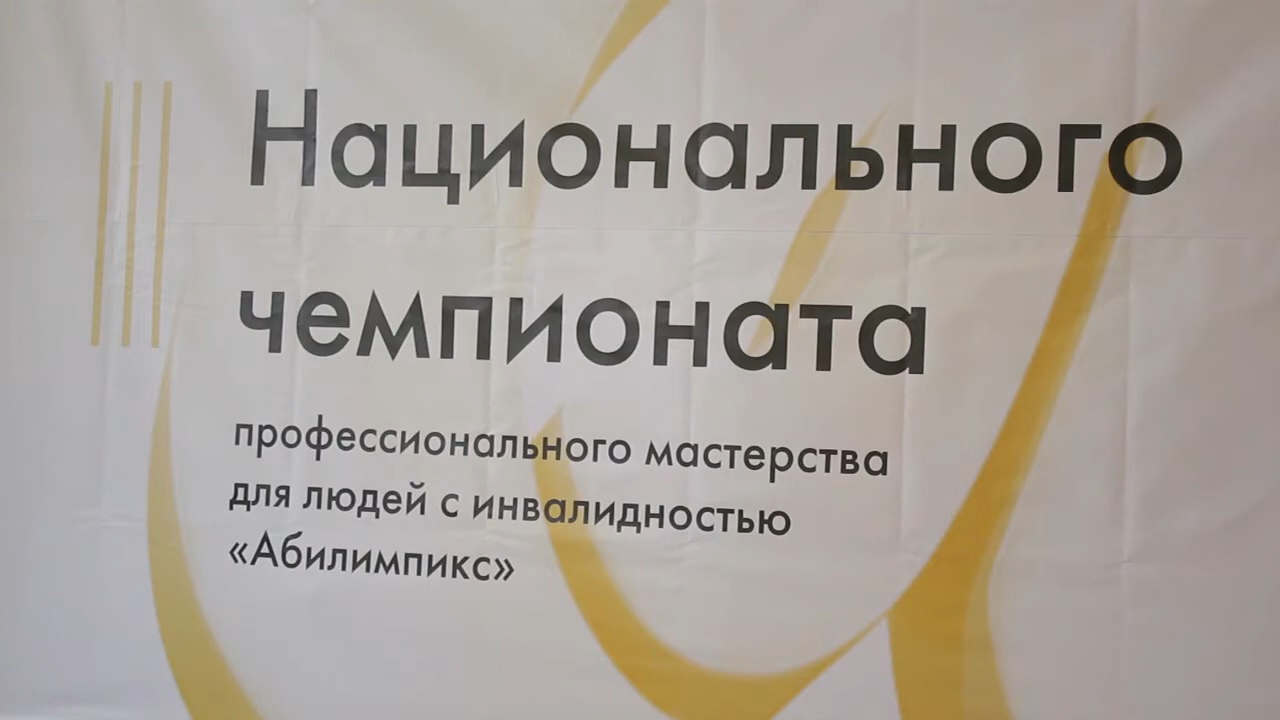 Национального
чемпионата
профессионального мастерства
для людей с инвалидностью
«Абилимпикс»